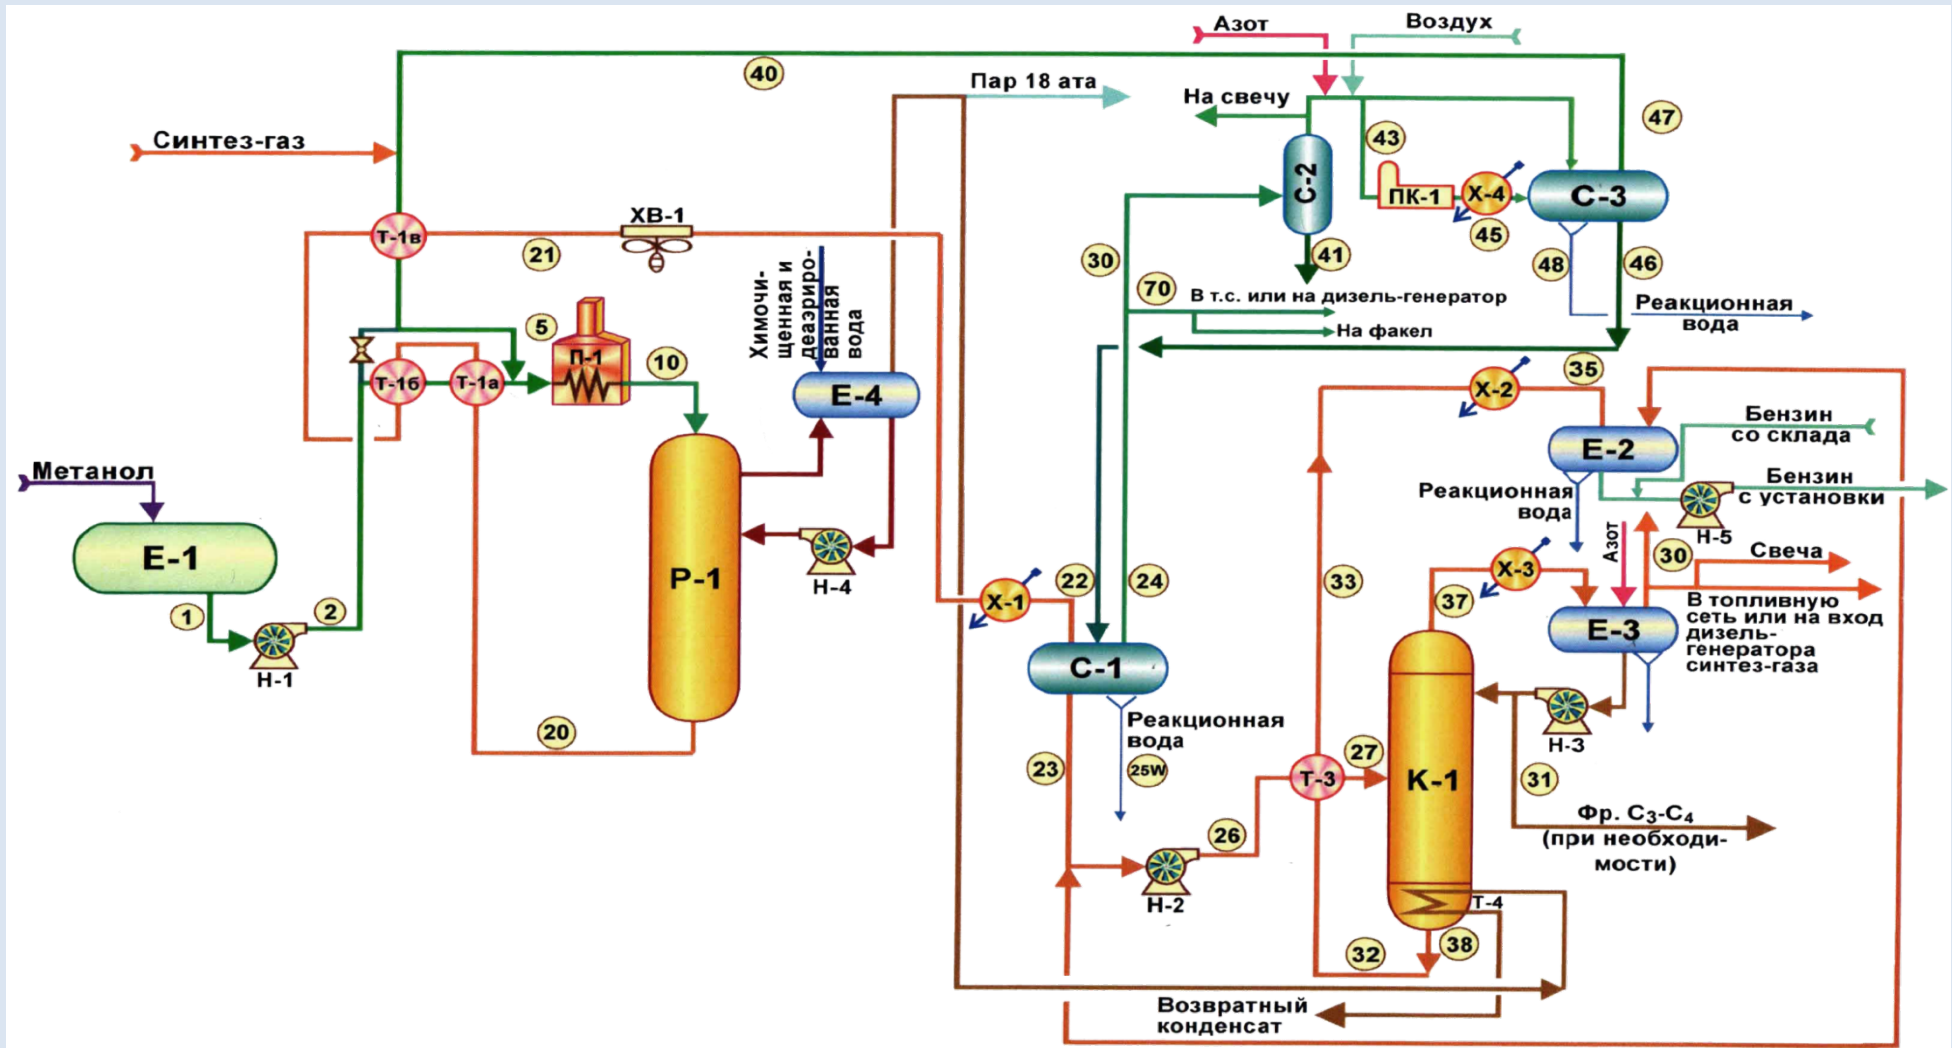 Азот
Воздух
40
Пар 18 ата
На свечу
47
Синтез-газ
43
С-2
ПК-1
Х-4
С-3
ХВ-1
Т-1в
21
45
30
41
48
46
Химочи-
щенная и
деаэриро-
ванная
вода
70
В т.с. или на дизель-генератор
Реакционная
вода
На факел
5
П-1
10
35
Т-1б
Т-1а
Е-4
Х-2
Бензин
со склада
Е-2
Метанол
Бензин
с установки
Реакционная
вода
Н-5
Азот
30
Свеча
Е-1
Р-1
Н-4
22
24
33
Х-3
37
1
2
Х-1
В топливную
сеть или на вход
дизель-
генератора
синтез-газа
Е-3
Н-1
С-1
Реакционная
вода
20
23
25W
Т-3
27
К-1
Н-3
31
26
Фр. С3-С4
(при необходи-
мости)
Н-2
Т-4
32
38
Возвратный
конденсат